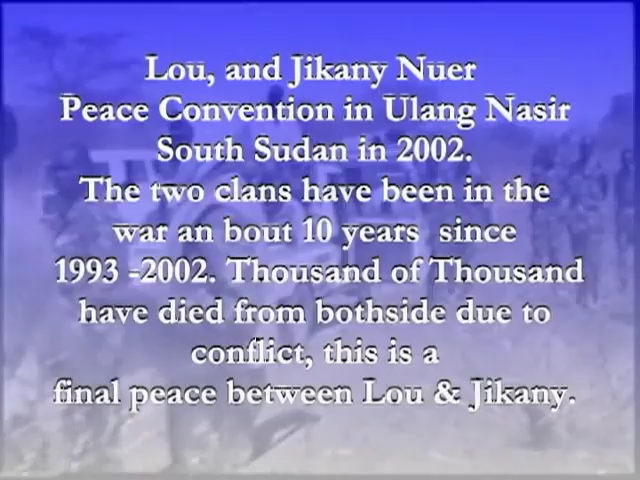 Lou, and Jikany Nuer
Peace Convention in Ulang Nasir
South Sudan in 2002.
The two clans have been in the
war an bout 10 years since
1993 -2002. Thousand of Thousand
have died from bothside due to
conflict, this is a
final peace between Lou & Jikany.